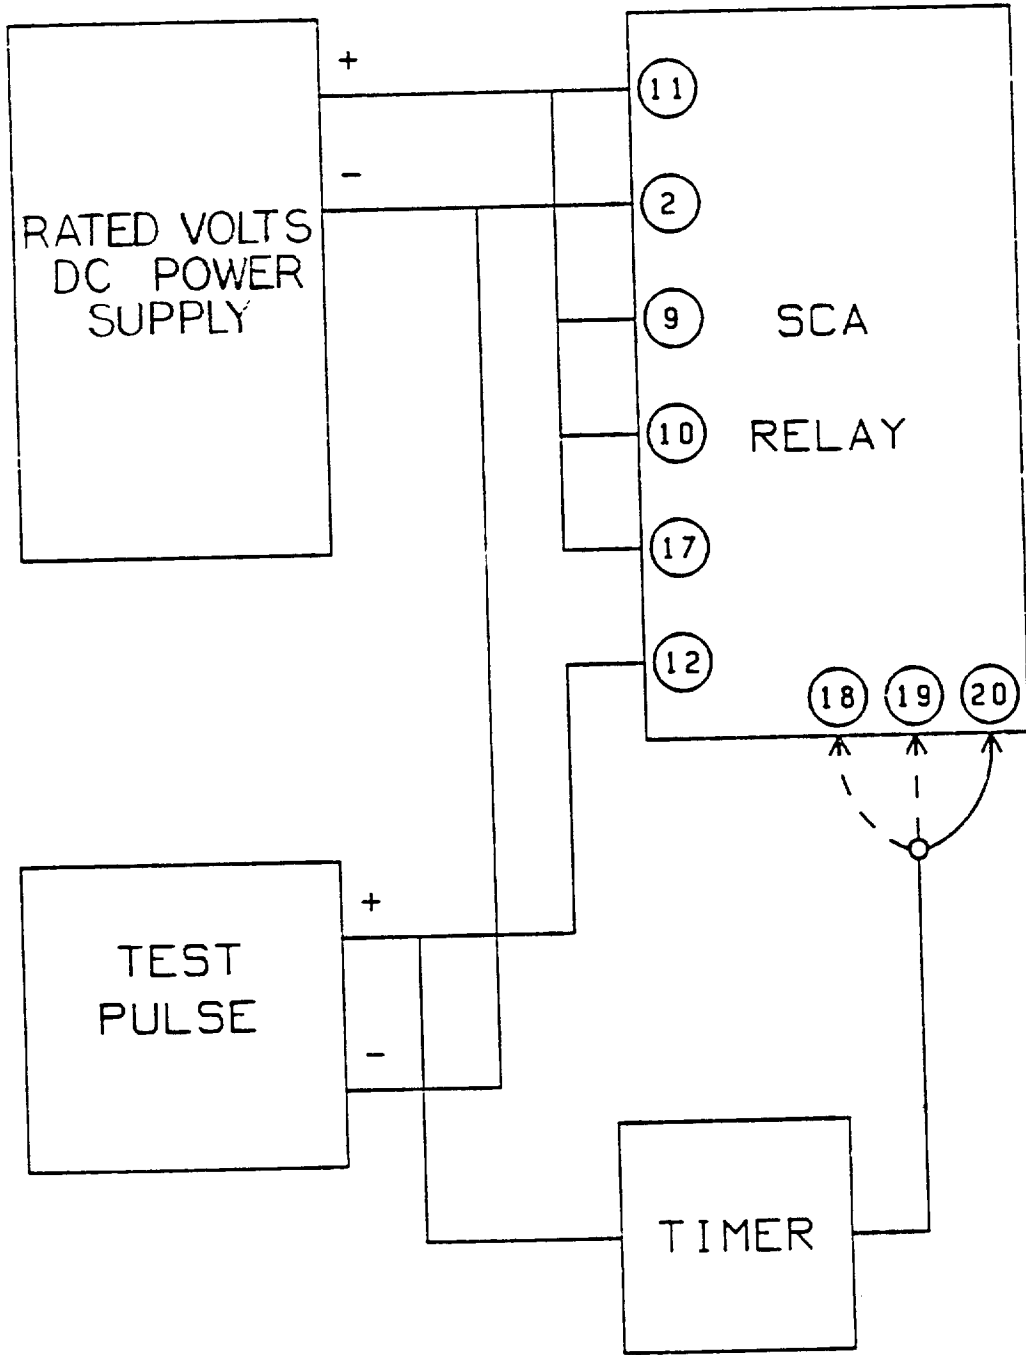 +
11
-
2
RATED VOLTS
DC POWER
SUPPLY
9
SCA
10
RELAY
17
12
18 19 20
+
TEST
PULSE
-
TIMER